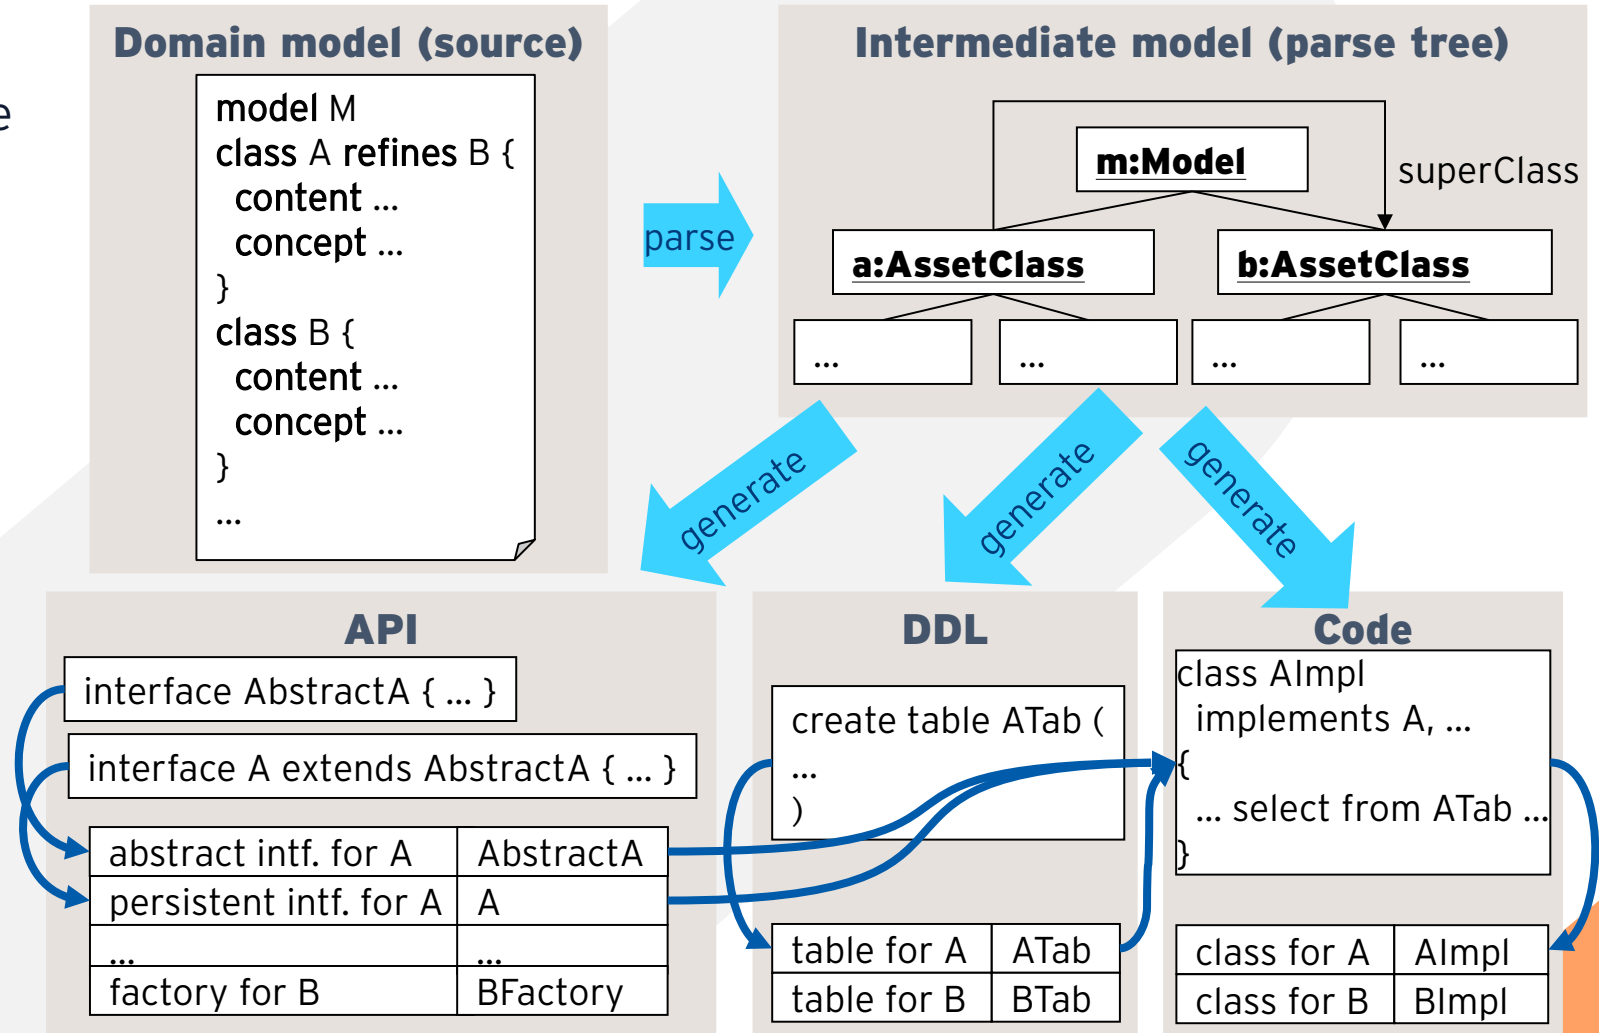 e
Domain model (source)
model M
class A refines B {
content ...
concept ...
}
class B {
content ...
concept ...
}
...
parse
Intermediate model (parse tree)
m:Model
superClass
a:AssetClass
b:AssetClass
...
...
...
...
generate
generate
generate
API
interface AbstractA { ... }
interface A extends AbstractA { ... }
abstract intf. for A AbstractA
persistent intf. for A A
... ...
factory for B BFactory
DDL
create table ATab (
...
)
table for A ATab
table for B BTab
Code
class AImpl
implements A, ...
{
... select from ATab ...
}
class for A AImpl
class for B BImpl